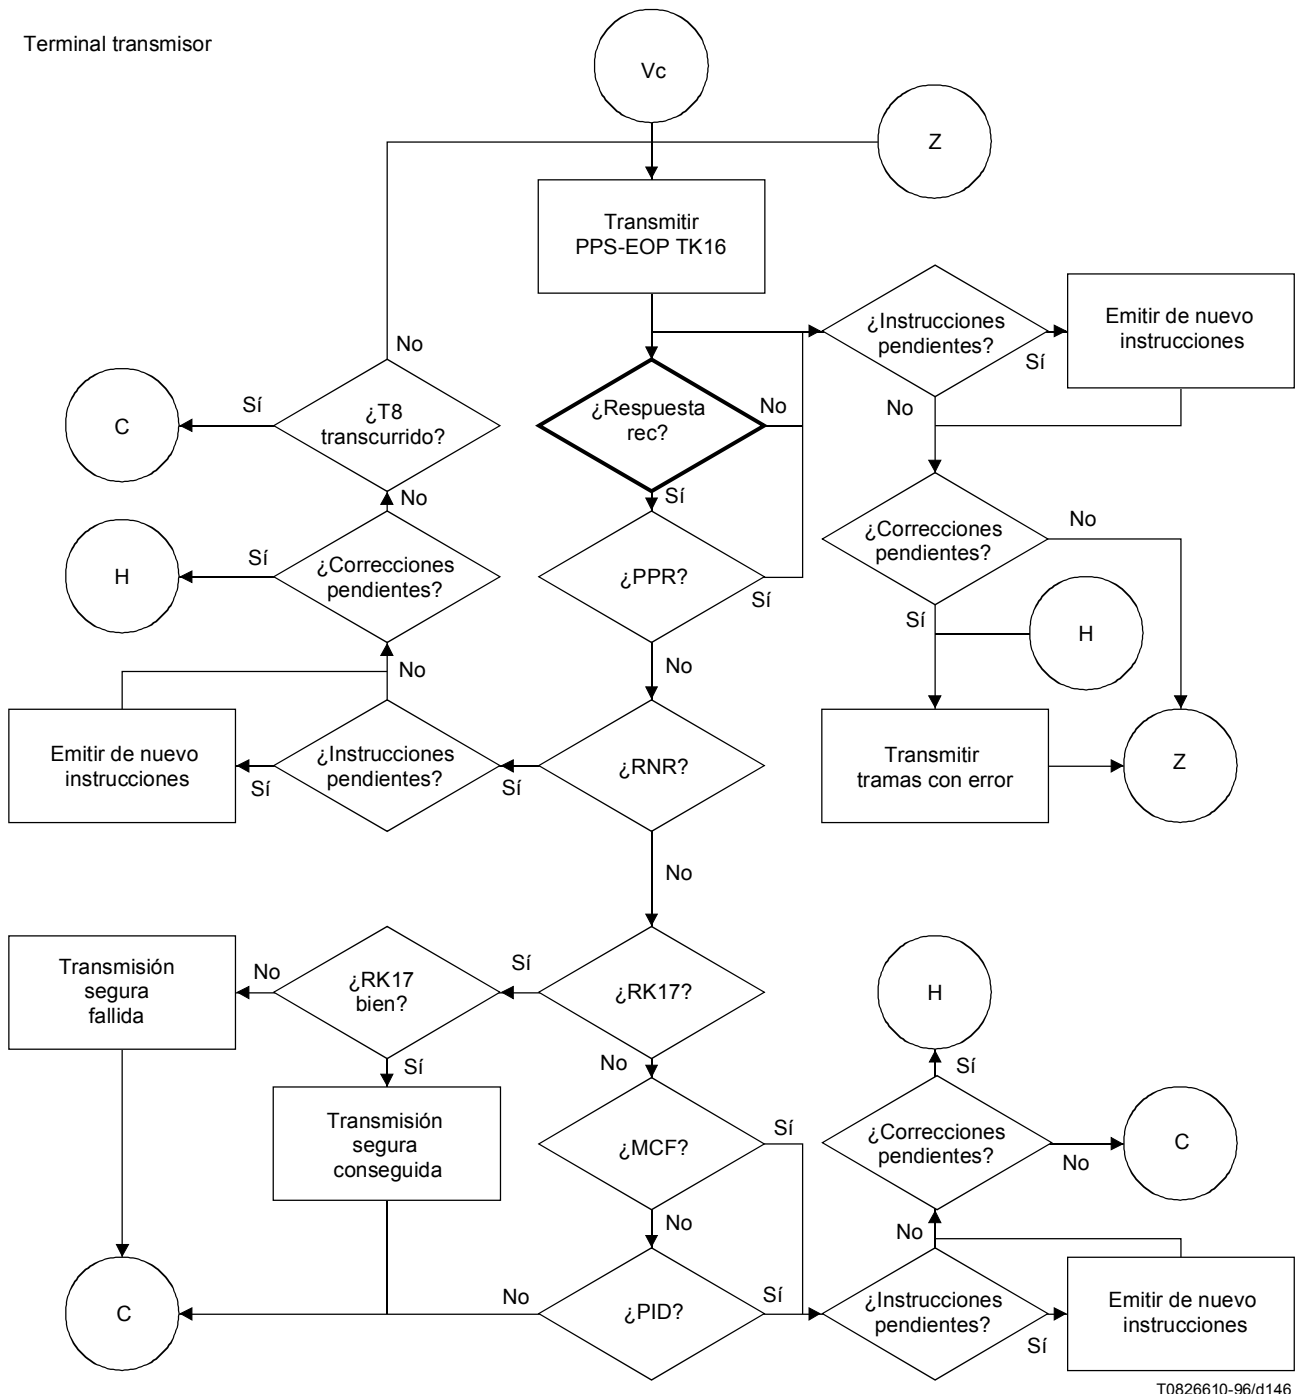 Terminal transmisor
Vc
Z
Transmitir
PPS-EOP TK16
¿Instrucciones
pendientes?
Sí
Emitir de nuevo
instrucciones
No
No
C
Sí
¿T8
transcurrido?
¿Respuesta
rec?
No
No
Sí
¿Correcciones
pendientes?
No
H
Sí
¿Correcciones
pendientes?
¿PPR?
Sí
Sí
H
No
No
Emitir de nuevo
instrucciones
Sí
¿Instrucciones
pendientes?
Sí
¿RNR?
Transmitir
tramas con error
Z
No
Transmisión
segura
fallida
No
¿RK17
bien?
Sí
¿RK17?
H
Sí
No
Sí
Transmisión
segura
conseguida
¿MCF?
Sí
¿Correcciones
pendientes?
No
C
No
No
C
No
¿PID?
Sí
¿Instrucciones
pendientes?
Sí
Emitir de nuevo
instrucciones
T0826610-96/d146